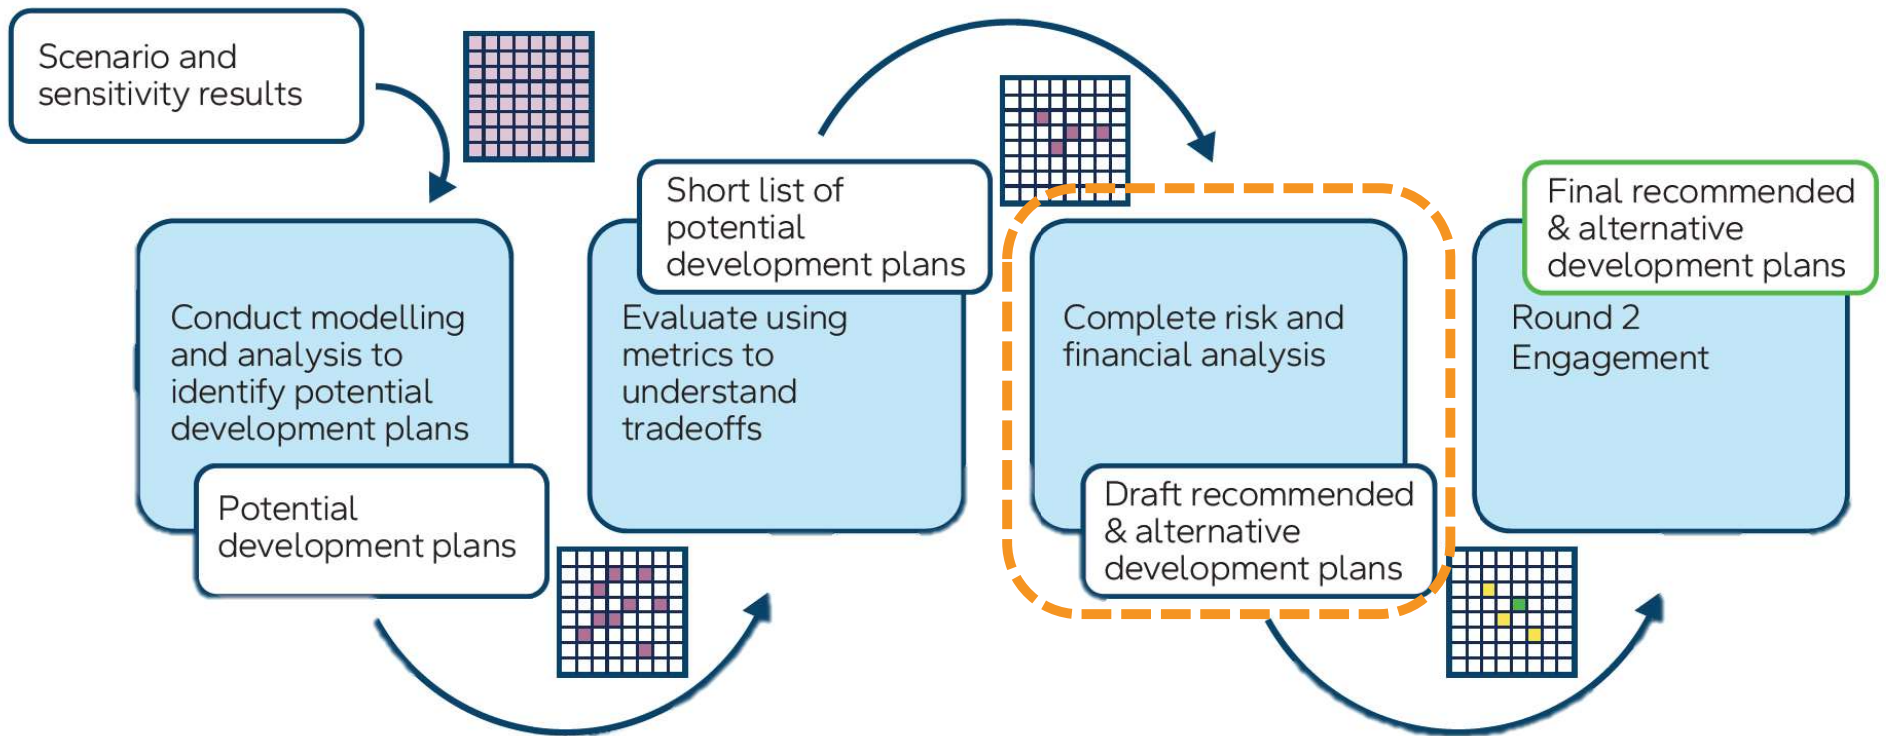 Scenario and
sensitivity results
Conduct modelling
and analysis to
identify potential
development plans
Potential
development plans
Short list of
potential
development plans
Evaluate using
metrics to
understand
tradeoffs
Complete risk and
financial analysis
Draft recommended
& alternative
development plans
Final recommended
& alternative
development plans
Round 2
Engagement